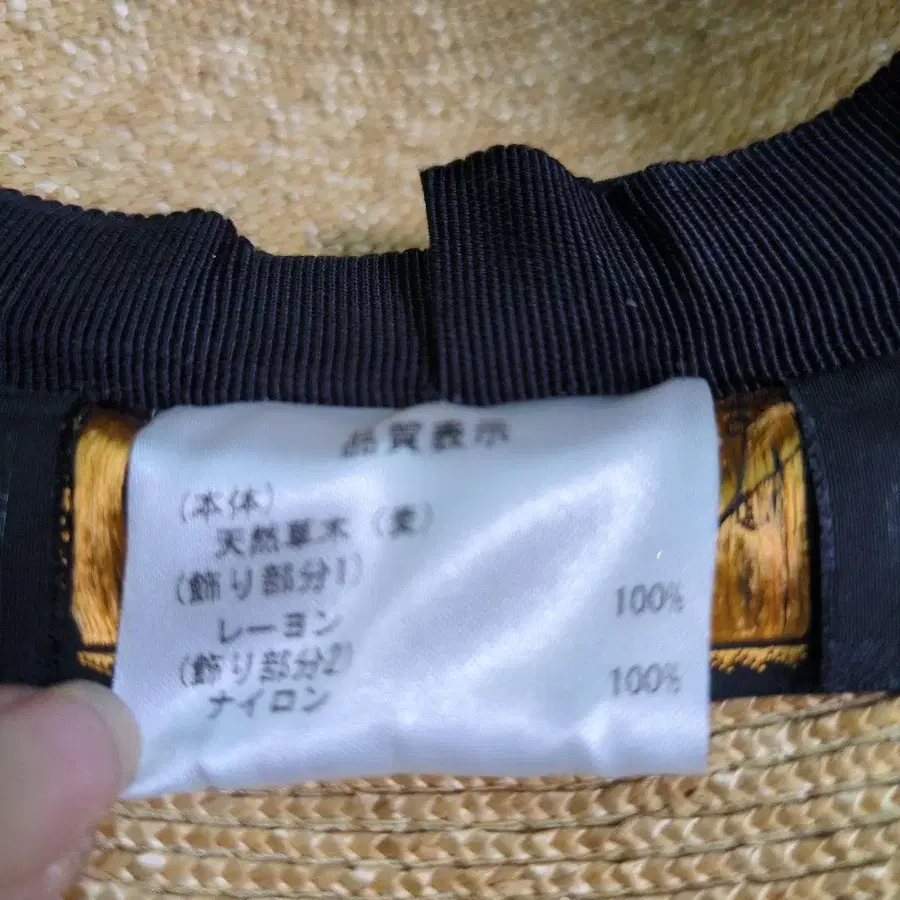 品質表示
(本体)
天然草木(麦)
(飾り部分1)
レーヨン 100%
(飾り部分2)
ナイロン 100%